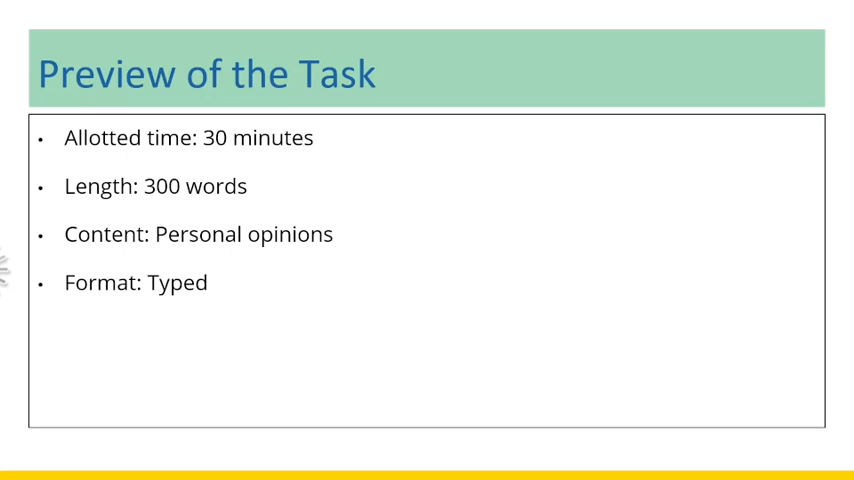 Preview of the Task
• Allotted time: 30 minutes
• Length: 300 words
• Content: Personal opinions
• Format: Typed